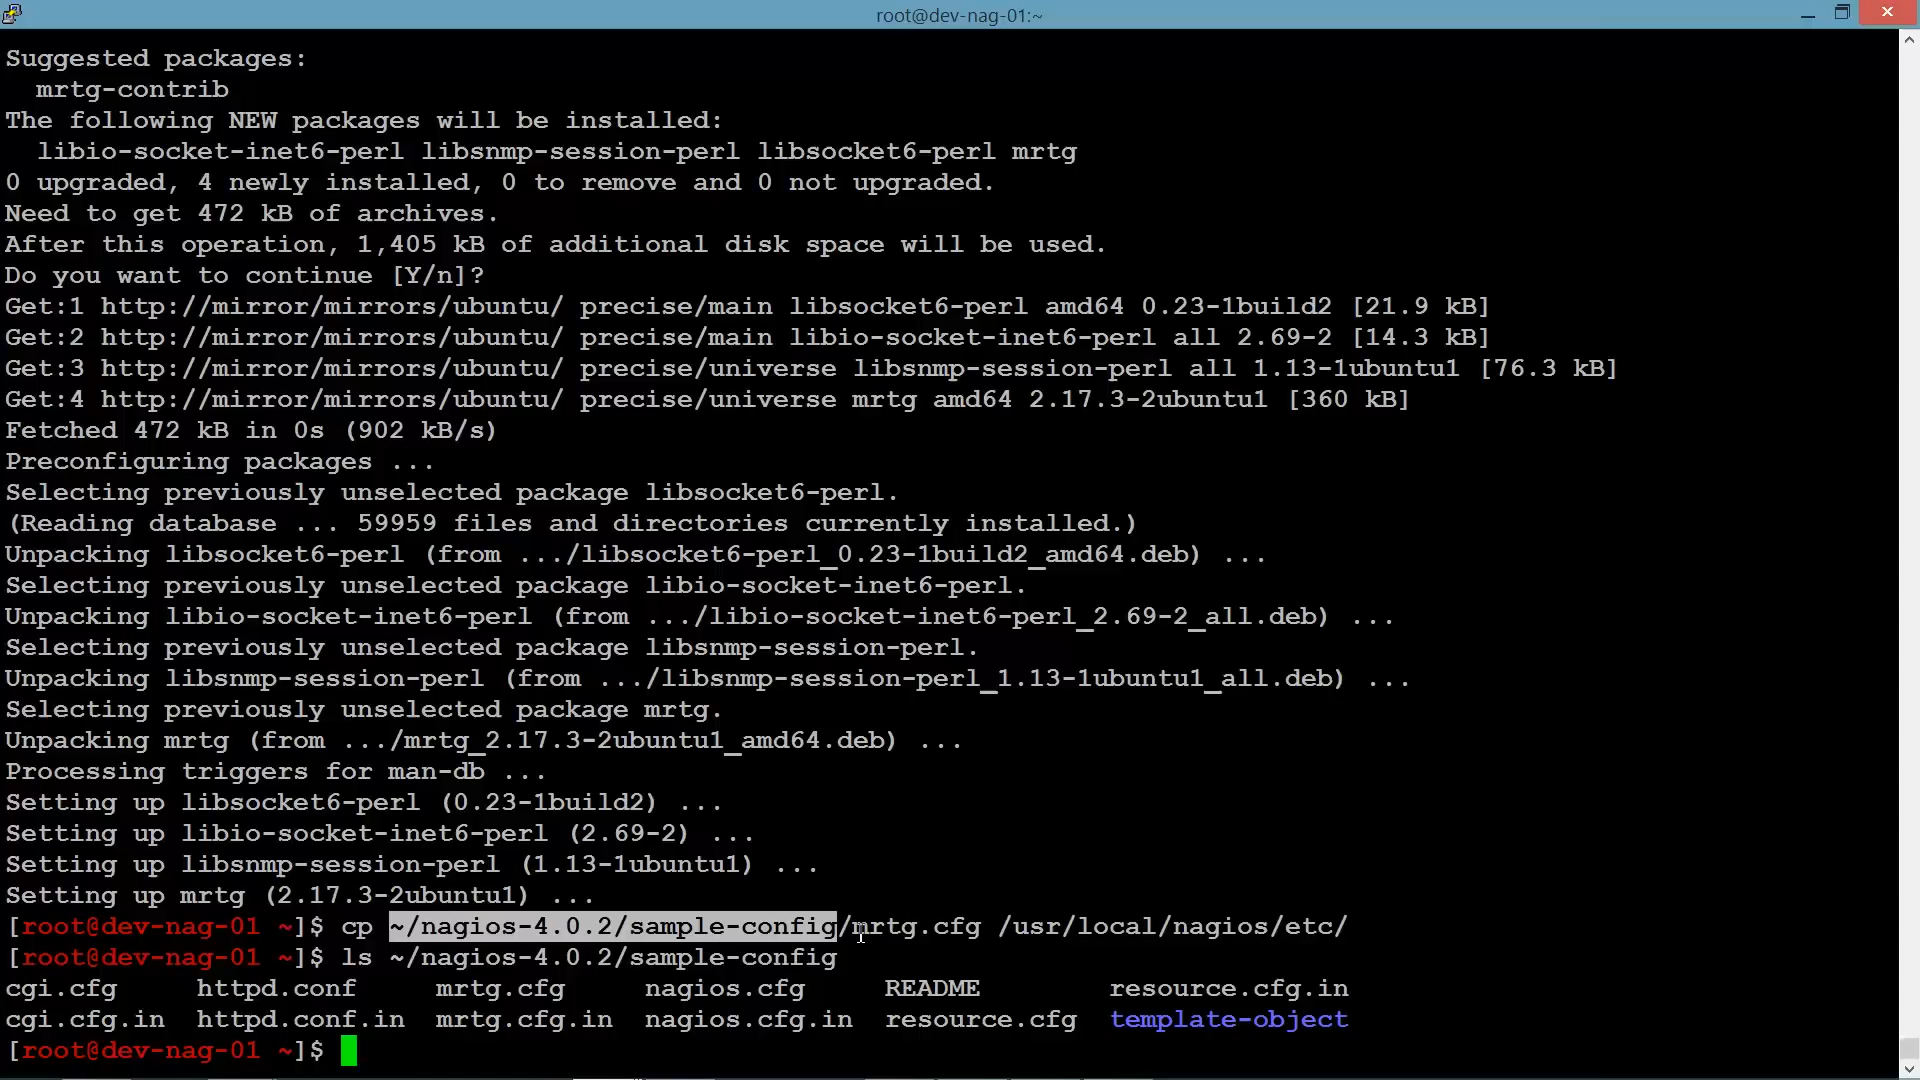 root@dev-nag-01:~
Suggested packages:
  mrtg-contrib
The following NEW packages will be installed:
  libio-socket-inet6-perl libsnmp-session-perl libsocket6-perl mrtg
0 upgraded, 4 newly installed, 0 to remove and 0 not upgraded.
Need to get 472 kB of archives.
After this operation, 1,405 kB of additional disk space will be used.
Do you want to continue [Y/n]?
Get:1 http://mirror/mirrors/ubuntu/ precise/main libsocket6-perl amd64 0.23-1build2 [21.9 kB]
Get:2 http://mirror/mirrors/ubuntu/ precise/main libio-socket-inet6-perl all 2.69-2 [14.3 kB]
Get:3 http://mirror/mirrors/ubuntu/ precise/universe libsnmp-session-perl all 1.13-1ubuntu1 [76.3 kB]
Get:4 http://mirror/mirrors/ubuntu/ precise/universe mrtg amd64 2.17.3-2ubuntu1 [360 kB]
Fetched 472 kB in 0s (902 kB/s)
Preconfiguring packages ...
Selecting previously unselected package libsocket6-perl.
(Reading database ... 59959 files and directories currently installed.)
Unpacking libsocket6-perl (from .../libsocket6-perl_0.23-1build2_amd64.deb) ...
Selecting previously unselected package libio-socket-inet6-perl.
Unpacking libio-socket-inet6-perl (from .../libio-socket-inet6-perl_2.69-2_all.deb) ...
Selecting previously unselected package libsnmp-session-perl.
Unpacking libsnmp-session-perl (from .../libsnmp-session-perl_1.13-1ubuntu1_all.deb) ...
Selecting previously unselected package mrtg.
Unpacking mrtg (from .../mrtg_2.17.3-2ubuntu1_amd64.deb) ...
Processing triggers for man-db ...
Setting up libsocket6-perl (0.23-1build2) ...
Setting up libio-socket-inet6-perl (2.69-2) ...
Setting up libsnmp-session-perl (1.13-1ubuntu1) ...
Setting up mrtg (2.17.3-2ubuntu1) ...
[root@dev-nag-01 ~]$ cp ~/nagios-4.0.2/sample-config/mrtg.cfg /usr/local/nagios/etc/
[root@dev-nag-01 ~]$ ls ~/nagios-4.0.2/sample-config
cgi.cfg     httpd.conf     mrtg.cfg     nagios.cfg     README        resource.cfg.in
cgi.cfg.in  httpd.conf.in  mrtg.cfg.in  nagios.cfg.in  resource.cfg  template-object
[root@dev-nag-01 ~]$